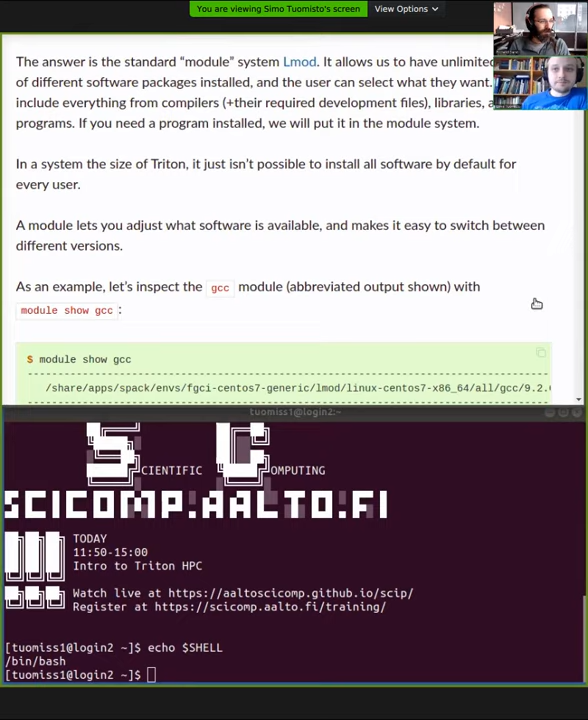 You are viewing Simo Tuomisto's screen
View Options
The answer is the standard “module” system Lmod. It allows us to have unlimited
of different software packages installed, and the user can select what they want.
include everything from compilers (+their required development files), libraries, a
programs. If you need a program installed, we will put it in the module system.
In a system the size of Triton, it just isn’t possible to install all software by default for
every user.
A module lets you adjust what software is available, and makes it easy to switch between
different versions.
As an example, let’s inspect the gcc module (abbreviated output shown) with
module show gcc :
$ module show gcc
--------------------------------------------------------------------------------
/share/apps/spack/envs/fgci-centos7-generic/lmod/linux-centos7-x86_64/all/gcc/9.2.
--------------------------------------------------------------------------------
tuomiss1@login2:~
S C
CIENTIFIC OMPUTING
SCICOMP.AALTO.FI
TODAY
11:50-15:00
Intro to Triton HPC
Watch live at https://aaltoscicomp.github.io/scip/
Register at https://scicomp.aalto.fi/training/
[tuomiss1@login2 ~]$ echo $SHELL
/bin/bash
[tuomiss1@login2 ~]$